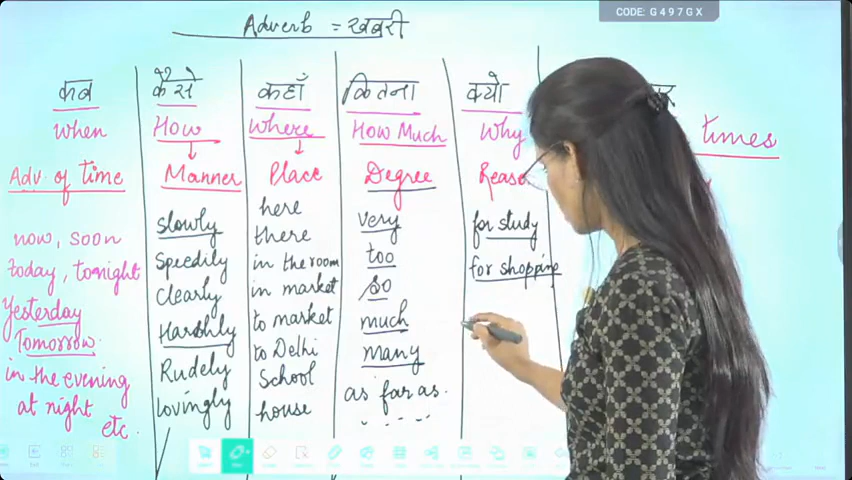 CODE: G497GX
Adverb = खबरी
कब
when
Adv. of time
now, soon
today, tonight
Yesterday
Tomorrow
in the evening
at night
etc.
कैसे
How
Manner
slowly
Speedily
Clearly
Harshly
Rudely
lovingly
कहाँ
Where
Place
here
there
in the room
in market
to market
to Delhi
School
house
कितना
How Much
Degree
very
too
so
much
many
as far as
क्यो
Why
for study
for shopping
times